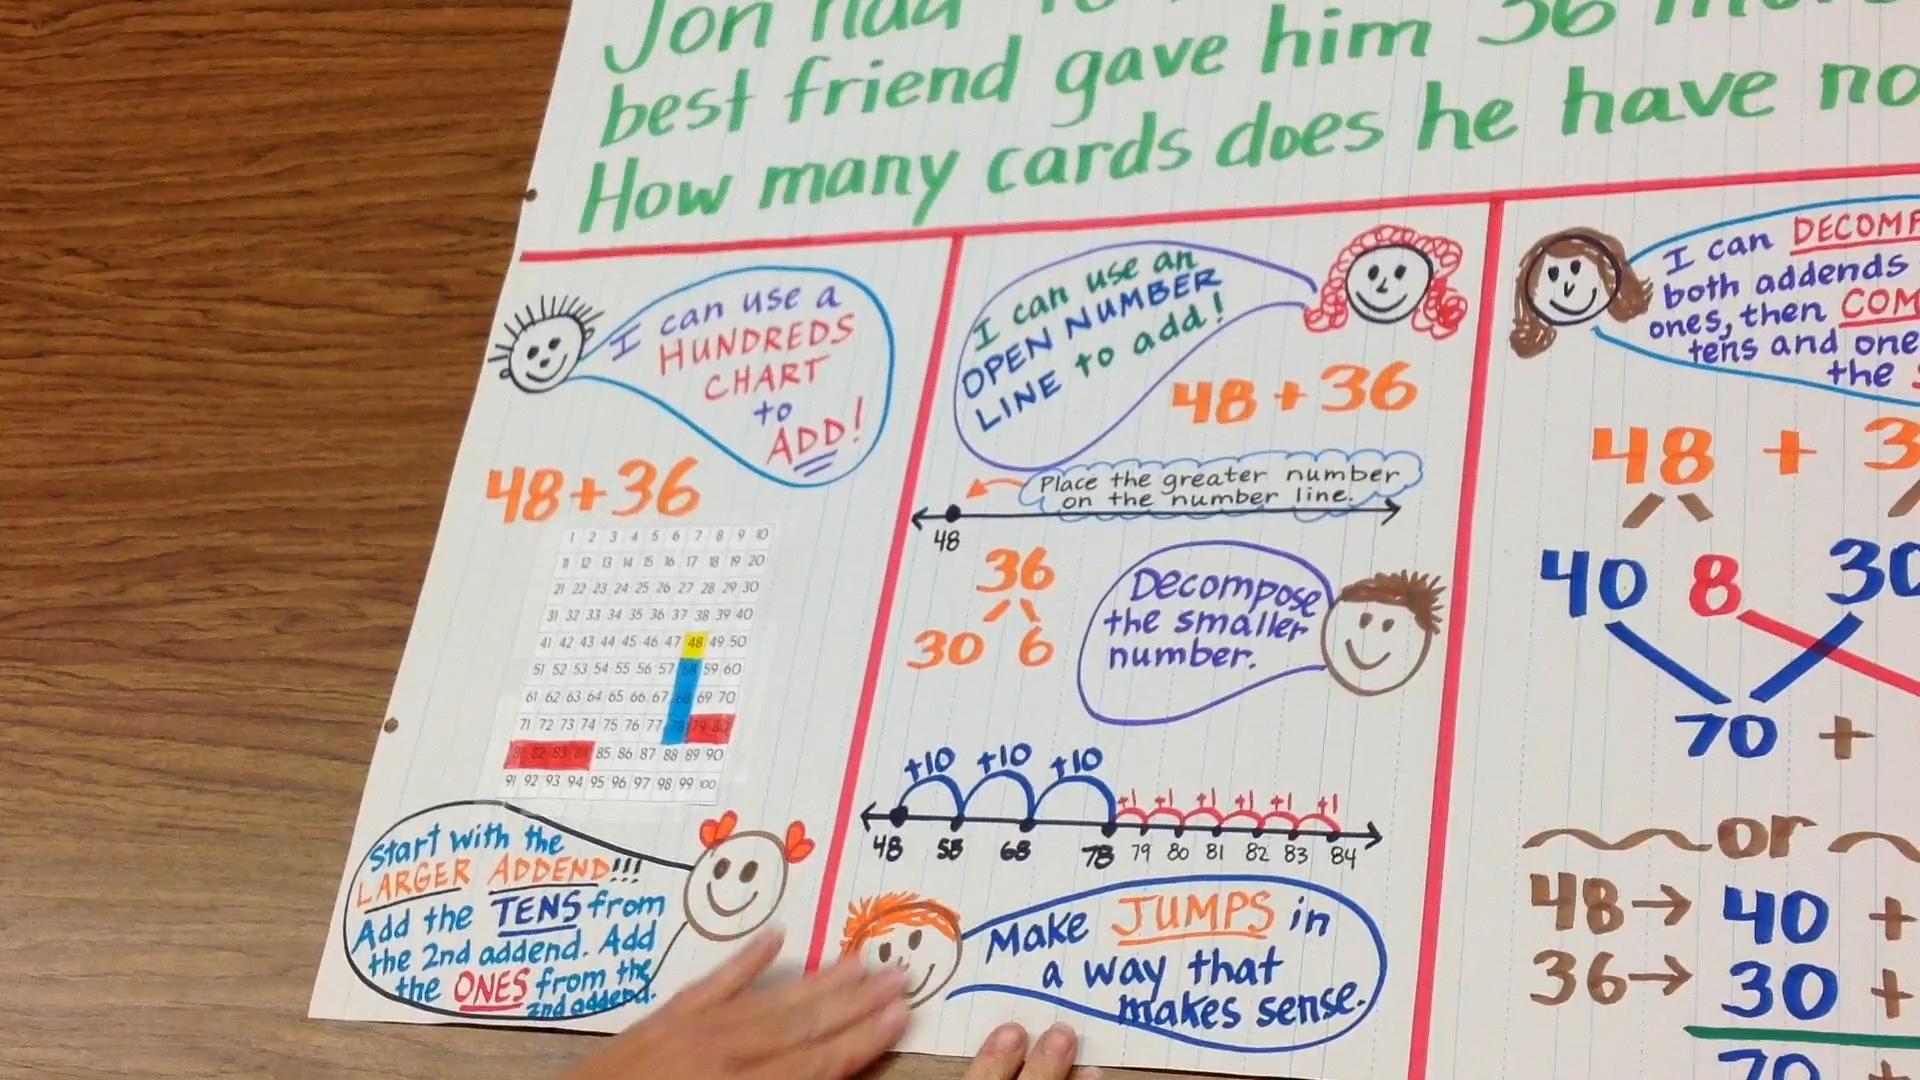 Jon had
best friend gave him 36
How many cards does he have
I can use a
HUNDREDS
CHART
to
ADD!
48+36
1 2 3 4 5 6 7 8 9 10
11 12 13 14 15 16 17 18 19 20
21 22 23 24 25 26 27 28 29 30
31 32 33 34 35 36 37 38 39 40
41 42 43 44 45 46 47 48 49 50
51 52 53 54 55 56 57 58 59 60
61 62 63 64 65 66 67 68 69 70
71 72 73 74 75 76 77 78 79 80
81 82 83 84 85 86 87 88 89 90
91 92 93 94 95 96 97 98 99 100
Start with the
LARGER ADDEND!!!
Add the TENS from
the 2nd addend. Add
the ONES from the
2nd addend.
I can use an
OPEN NUMBER
LINE to add!
48+36
Place the greater number
on the number line.
48
36
30 6
Decompose
the smaller
number.
+10 +10 +10 +1 +1 +1 +1 +1 +1
48 58 68 78 79 80 81 82 83 84
Make JUMPS in
a way that
makes sense.
I can
both addends
ones, then
tens and
the
48 + 3
40 8 30
70 +
or
48→ 40 +
36→ 30 +
70 +